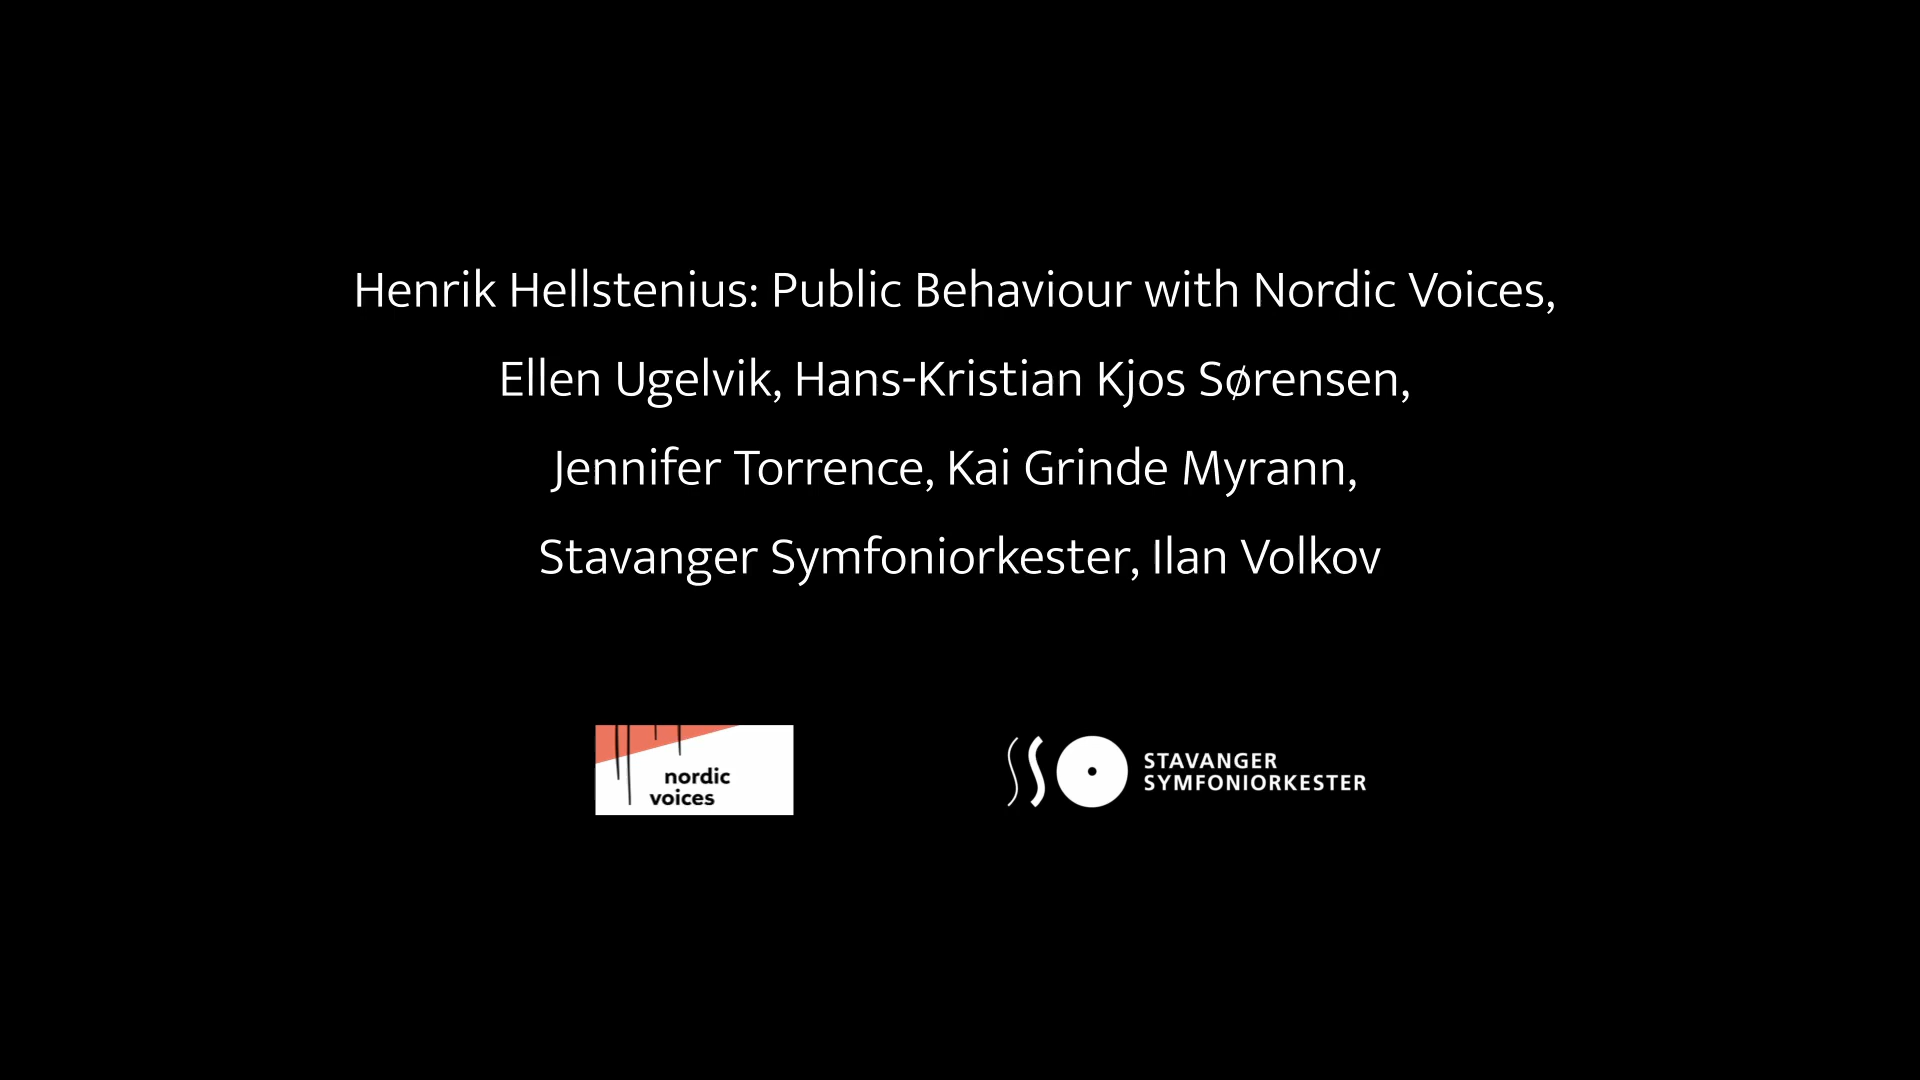 Henrik Hellstenius: Public Behaviour with Nordic Voices,
Ellen Ugelvik, Hans-Kristian Kjos Sørensen,
Jennifer Torrence, Kai Grinde Myrann,
Stavanger Symfoniorkester, Ilan Volkov
nordic
voices
SSO
STAVANGER
SYMFONIORKESTER